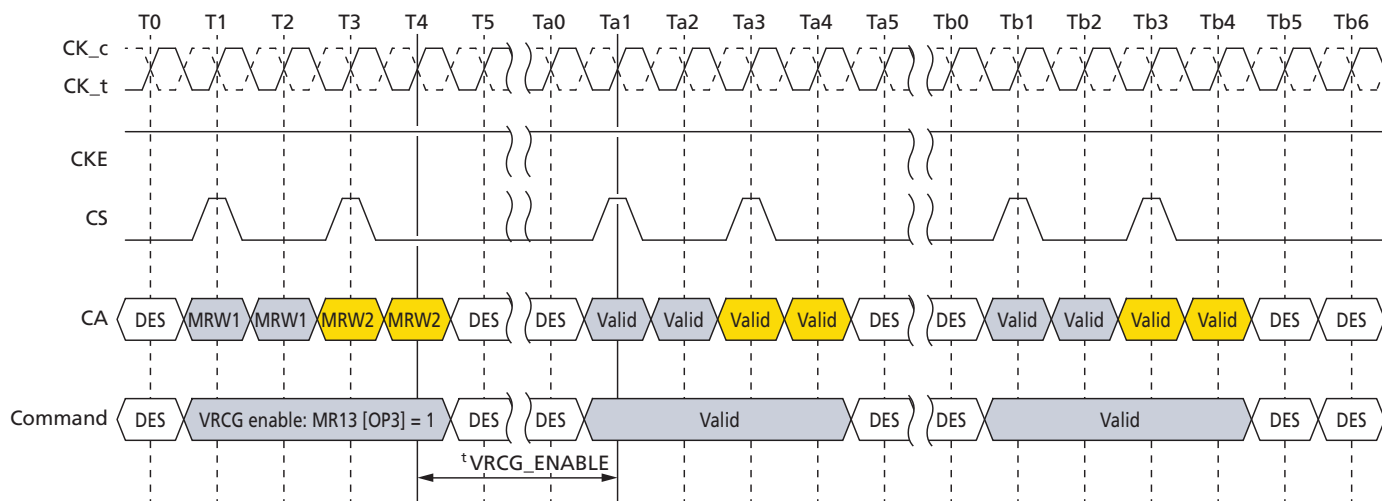 T0 T1 T2 T3 T4 T5 Ta0 Ta1 Ta2 Ta3 Ta4 Ta5 Tb0 Tb1 Tb2 Tb3 Tb4 Tb5 Tb6
CK_c
CK_t
CKE
CS
CA DES MRW1 MRW1 MRW2 MRW2 DES DES Valid Valid Valid Valid DES DES Valid Valid Valid Valid DES DES
Command DES VRCG enable: MR13 [OP3] = 1 DES DES Valid DES DES Valid DES DES
tVRCG_ENABLE